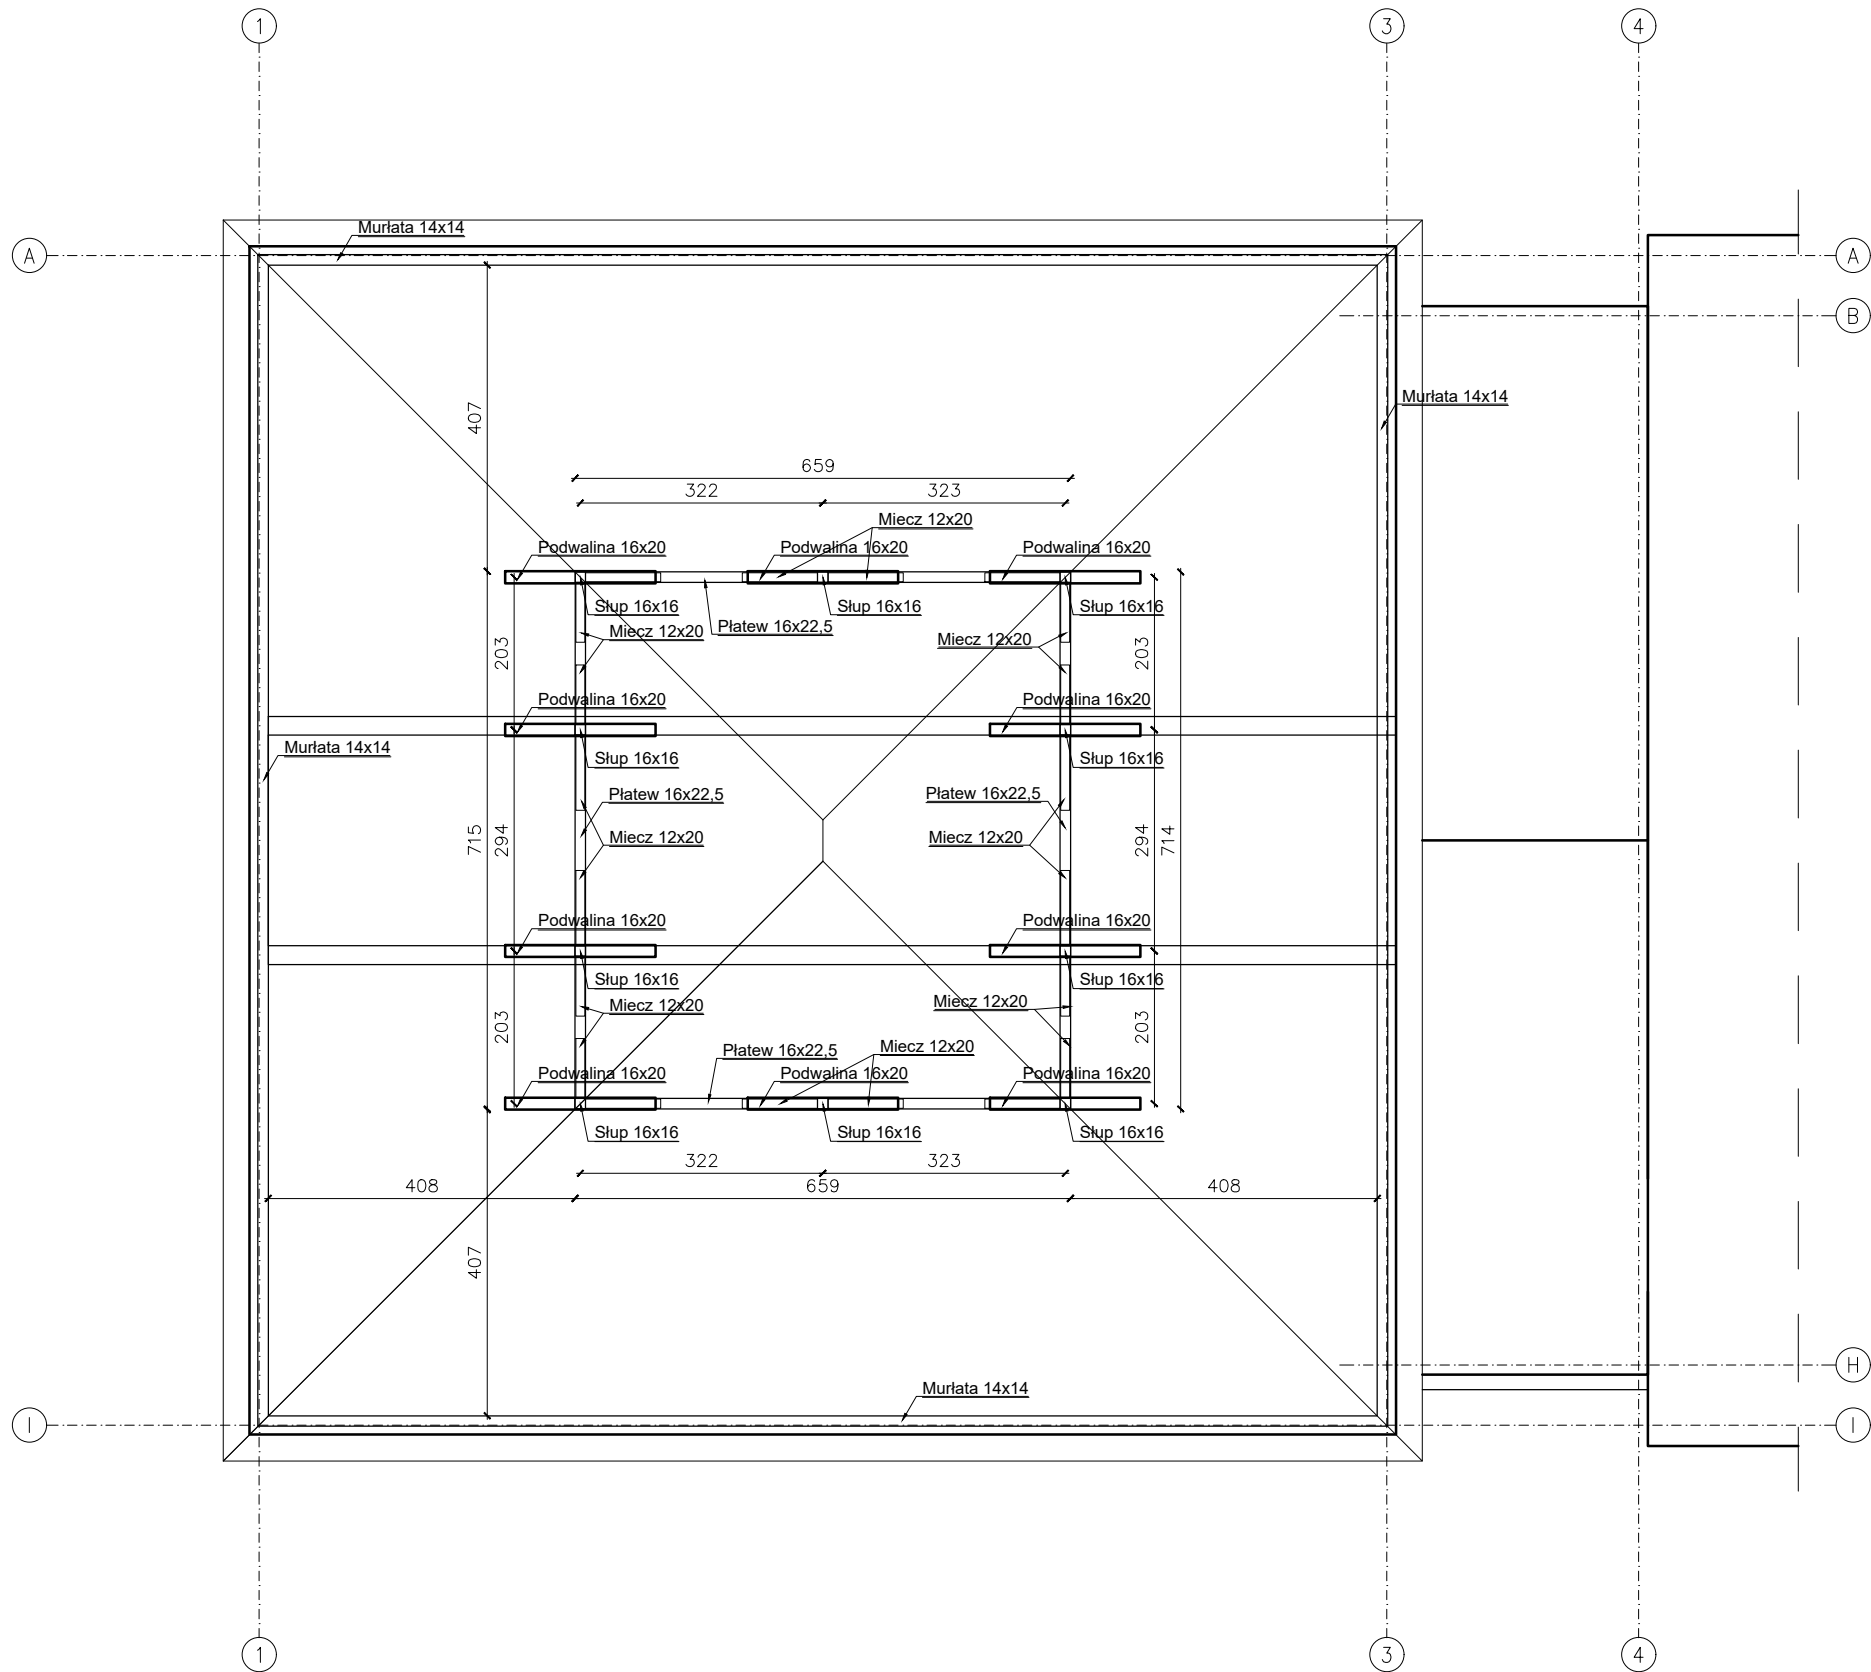 1
3
4
Murłata 14x14
A
A
B
Murłata 14x14
407
659
322
323
Miecz 12x20
Podwalina 16x20
Podwalina 16x20
Podwalina 16x20
Słup 16x16
Słup 16x16
Słup 16x16
Płatew 16x22,5
Miecz 12x20
Miecz 12x20
203
203
Podwalina 16x20
Podwalina 16x20
Murłata 14x14
Słup 16x16
Słup 16x16
Płatew 16x22,5
Płatew 16x22,5
715
294
Miecz 12x20
Miecz 12x20
294
714
Podwalina 16x20
Podwalina 16x20
Słup 16x16
Słup 16x16
Miecz 12x20
Miecz 12x20
203
203
Płatew 16x22,5
Miecz 12x20
Podwalina 16x20
Podwalina 16x20
Podwalina 16x20
Słup 16x16
Słup 16x16
Słup 16x16
322
323
408
659
408
407
H
Murłata 14x14
I
I
1
3
4